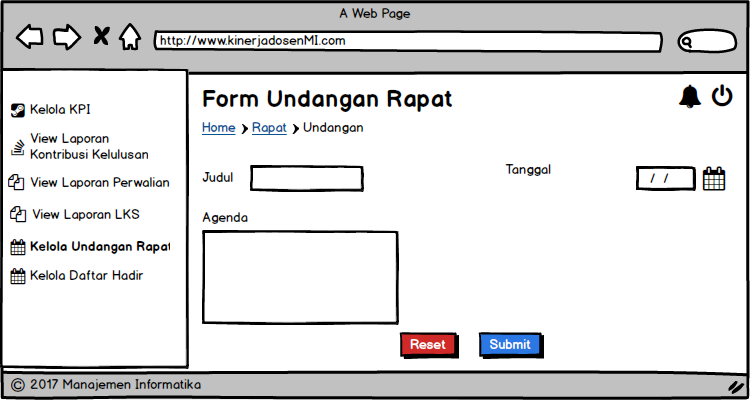 A Web Page
http://www.kinerjadosenMI.com
Kelola KPI
View Laporan
Kontribusi Kelulusan
View Laporan Perwalian
View Laporan LKS
Kelola Undangan Rapat
Kelola Daftar Hadir
Form Undangan Rapat
Home Rapat Undangan
Judul
Tanggal
/ /
Agenda
Reset Submit
© 2017 Manajemen Informatika